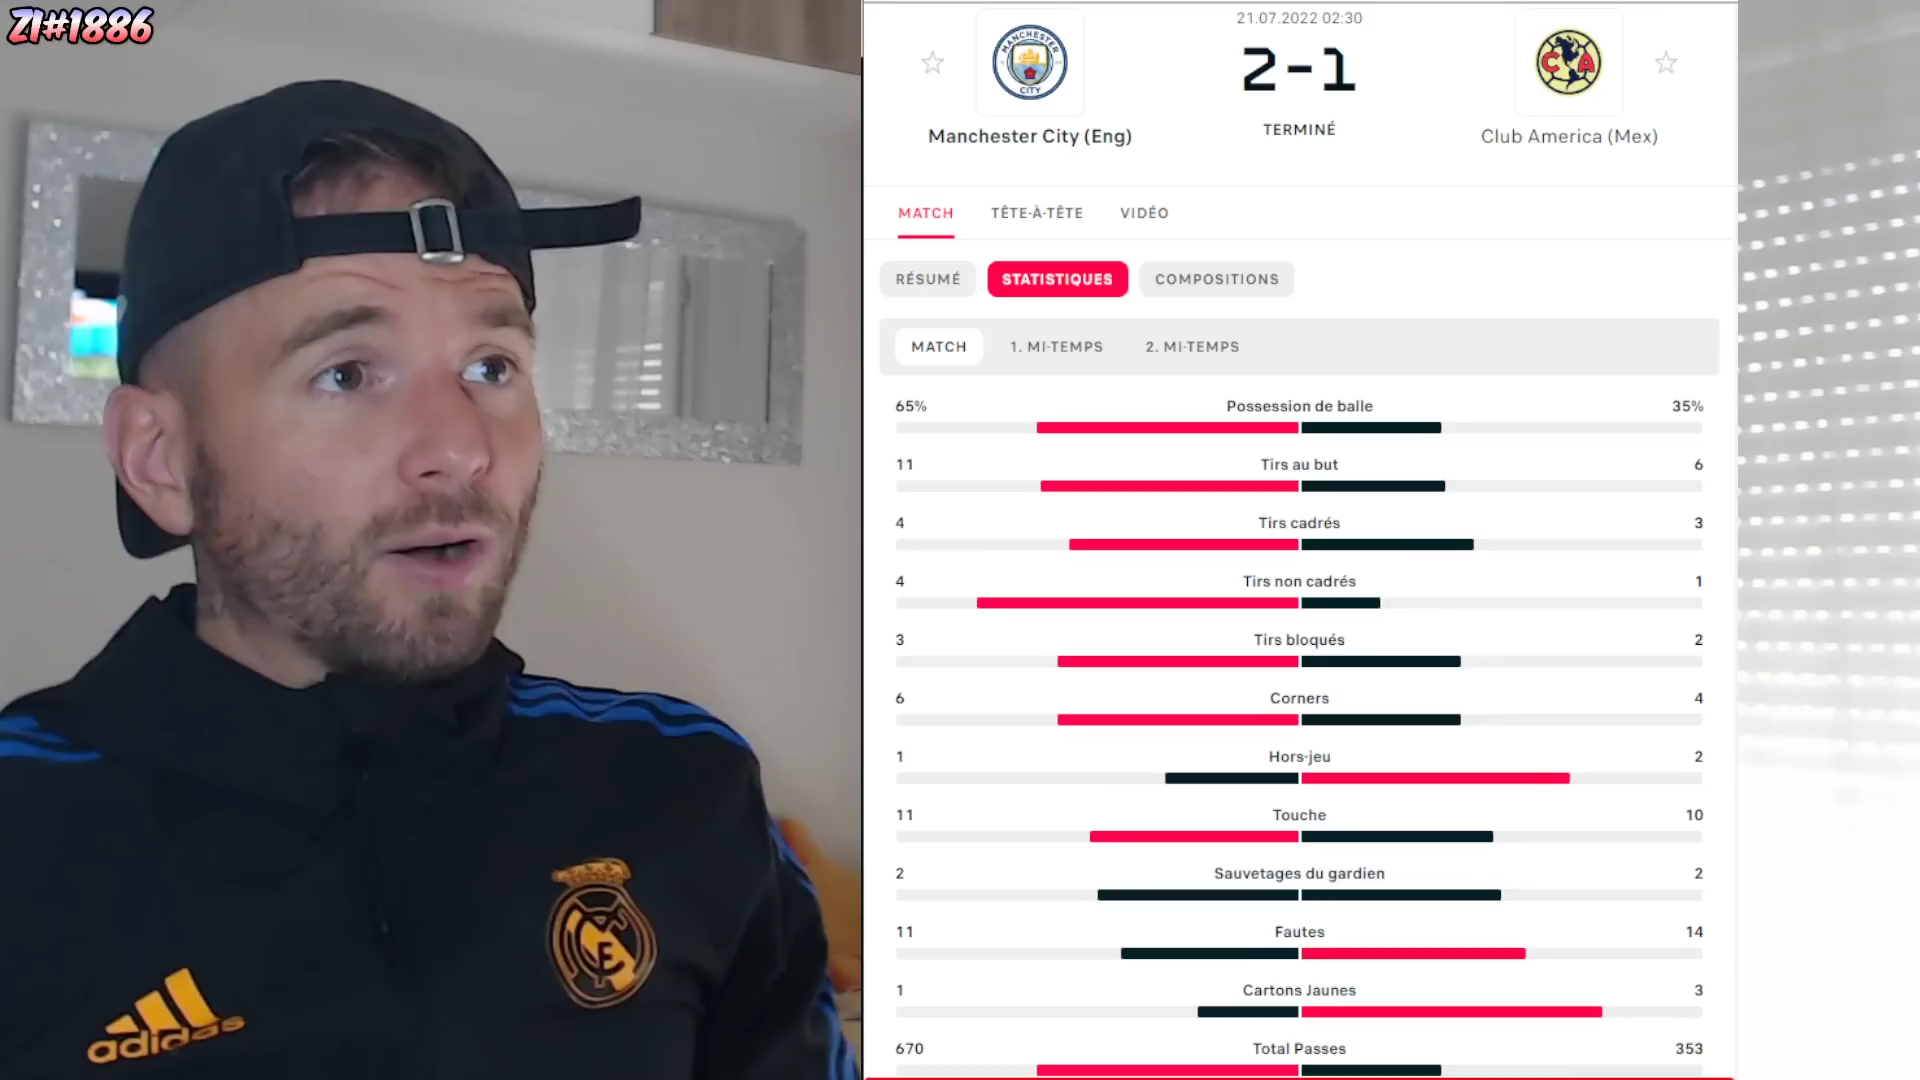 ZI#1886
21.07.2022 02:30
MANCHESTER
CITY
2-1
CA
Manchester City (Eng)
TERMINÉ
Club America (Mex)
MATCH TÊTE-À-TÊTE VIDÉO
RÉSUMÉ STATISTIQUES COMPOSITIONS
MATCH 1. MI-TEMPS 2. MI-TEMPS
65% Possession de balle 35%
11 Tirs au but 6
4 Tirs cadrés 3
4 Tirs non cadrés 1
3 Tirs bloqués 2
6 Corners 4
1 Hors-jeu 2
11 Touche 10
2 Sauvetages du gardien 2
11 Fautes 14
1 Cartons Jaunes 3
670 Total Passes 353
adidas